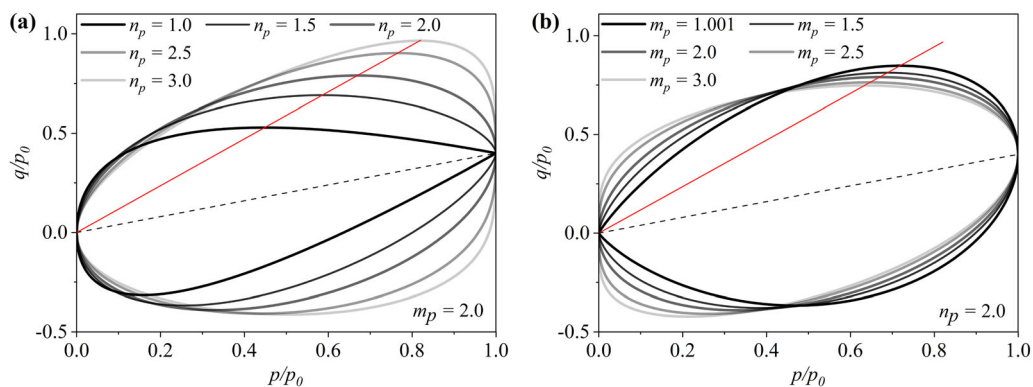 (a)
n_p = 1.0 n_p = 1.5 n_p = 2.0
n_p = 2.5
n_p = 3.0
q/p_0
1.0
0.5
0.0
-0.5
m_p = 2.0
0.0 0.2 0.4 0.6 0.8 1.0
p/p_0
(b)
m_p = 1.001 m_p = 1.5
m_p = 2.0 m_p = 2.5
m_p = 3.0
q/p_0
1.0
0.5
0.0
-0.5
n_p = 2.0
0.0 0.2 0.4 0.6 0.8 1.0
p/p_0